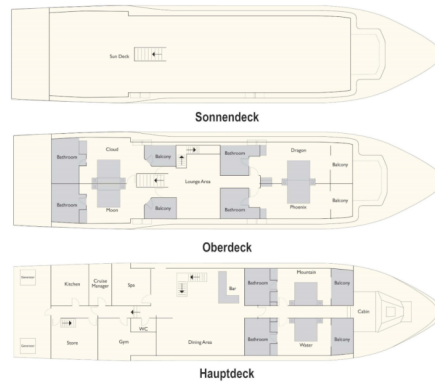 Sun Deck
Sonnendeck
Cloud
Balcony
Bathroom
Dragon
Bathroom
Balcony
Lounge Area
Bathroom
Balcony
Moon
Balcony
Bathroom
Phoenix
Oberdeck
Mountain
Kitchen
Cruise
Manager
Spa
Bathroom
Balcony
Bar
Cabin
WC
Store
Gym
Dining Area
Bathroom
Water
Balcony
Hauptdeck